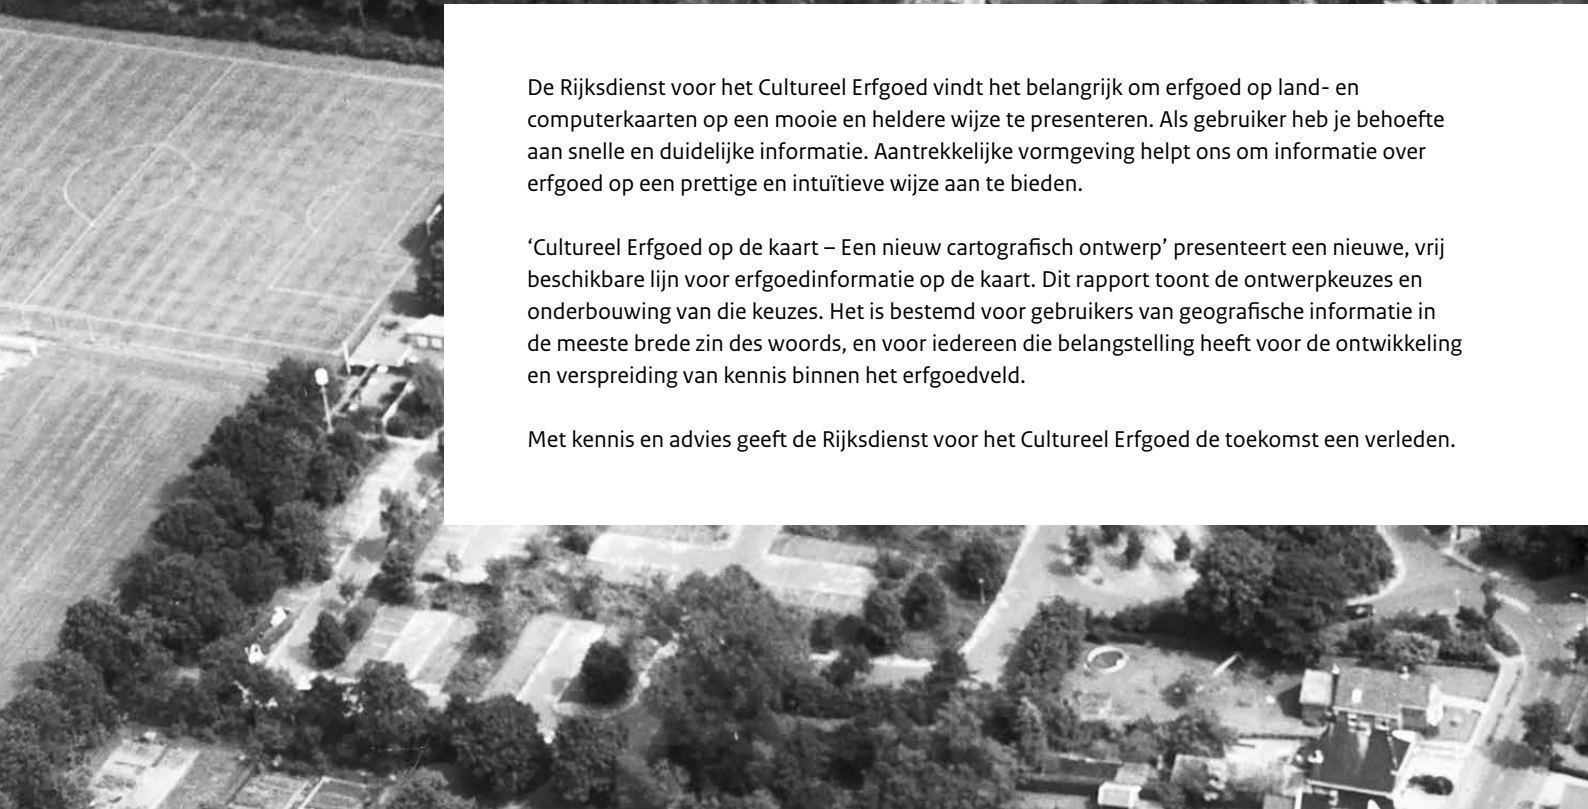 De Rijksdienst voor het Cultureel Erfgoed vindt het belangrijk om erfgoed op land- en
computerkaarten op een mooie en heldere wijze te presenteren. Als gebruiker heb je behoefte
aan snelle en duidelijke informatie. Aantrekkelijke vormgeving helpt ons om informatie over
erfgoed op een prettige en intuïtieve wijze aan te bieden.

‘Cultureel Erfgoed op de kaart – Een nieuw cartografisch ontwerp’ presenteert een nieuwe, vrij
beschikbare lijn voor erfgoedinformatie op de kaart. Dit rapport toont de ontwerpkeuzes en
onderbouwing van die keuzes. Het is bestemd voor gebruikers van geografische informatie in
de meeste brede zin des woords, en voor iedereen die belangstelling heeft voor de ontwikkeling
en verspreiding van kennis binnen het erfgoedveld.

Met kennis en advies geeft de Rijksdienst voor het Cultureel Erfgoed de toekomst een verleden.